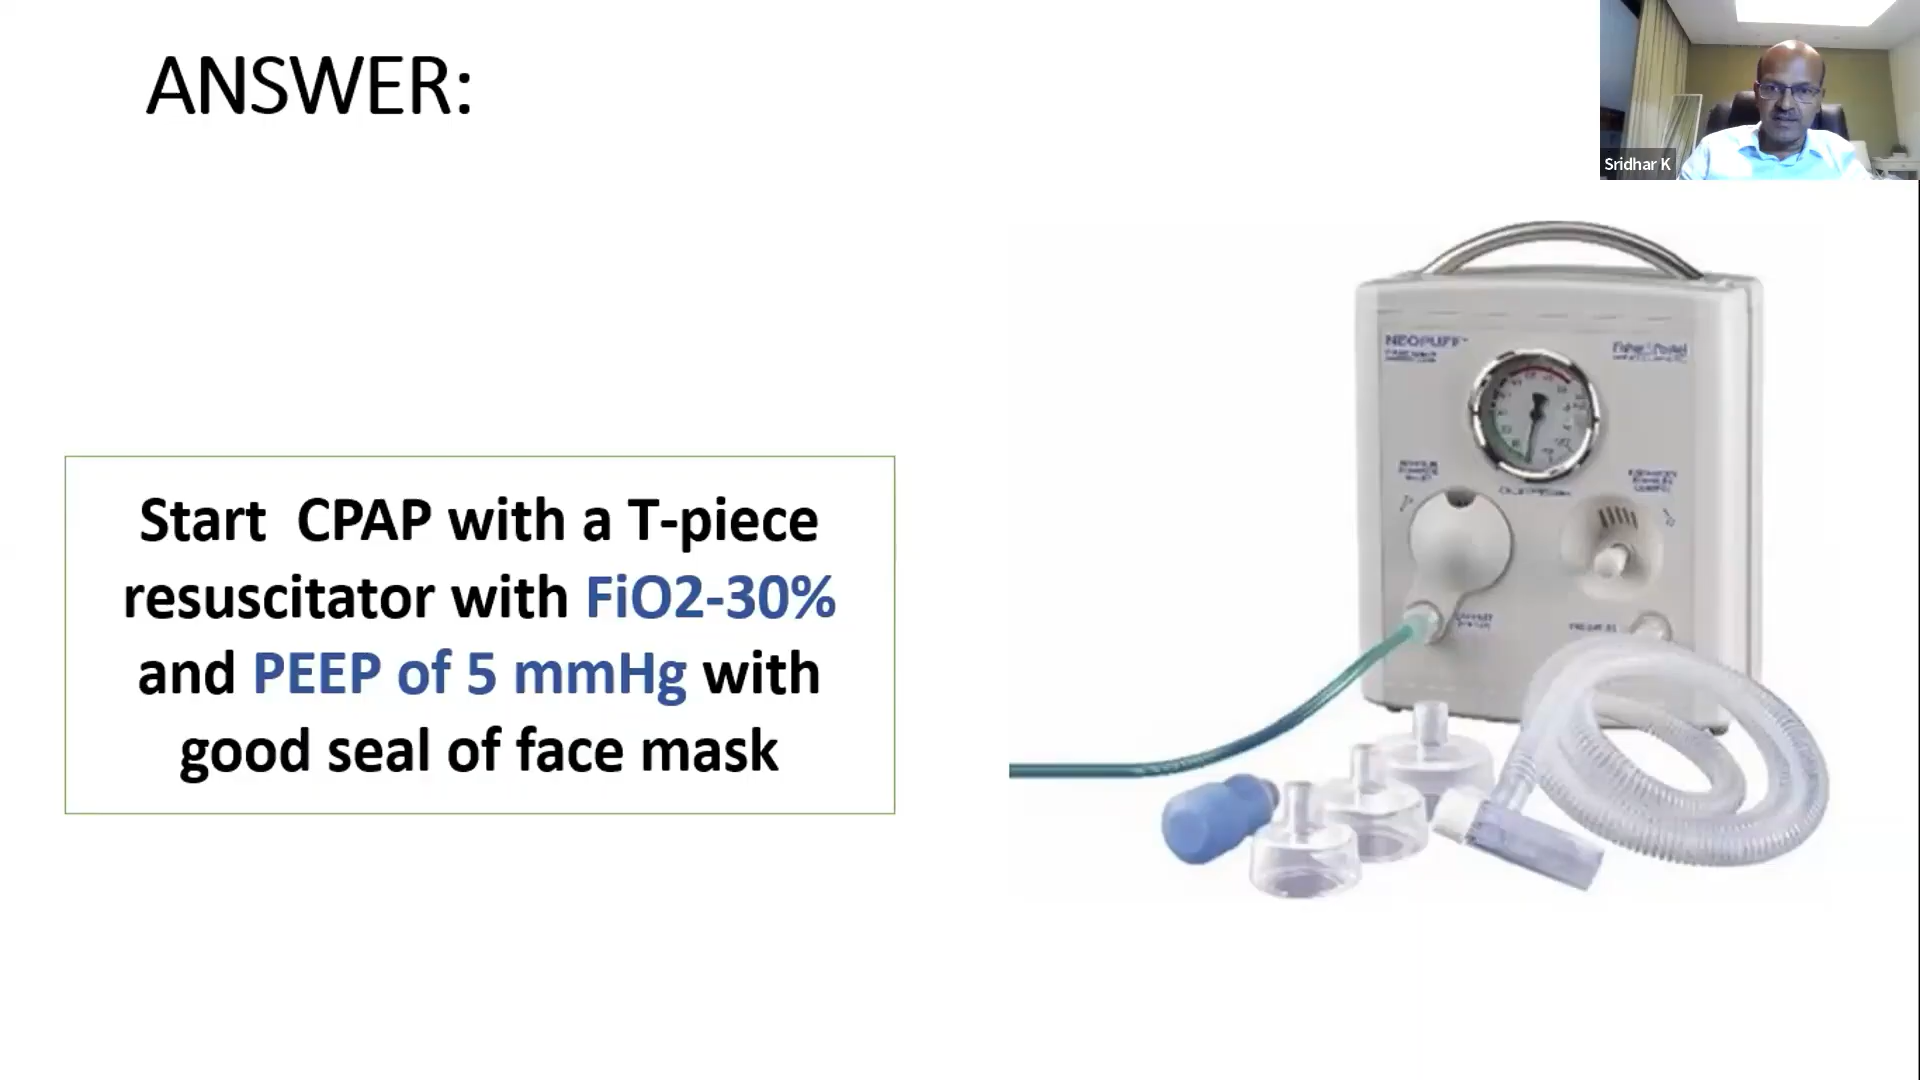 ANSWER:
Sridhar K
NEOPUFF
Fisher & Paykel
Start CPAP with a T-piece
resuscitator with FiO2-30%
and PEEP of 5 mmHg with
good seal of face mask